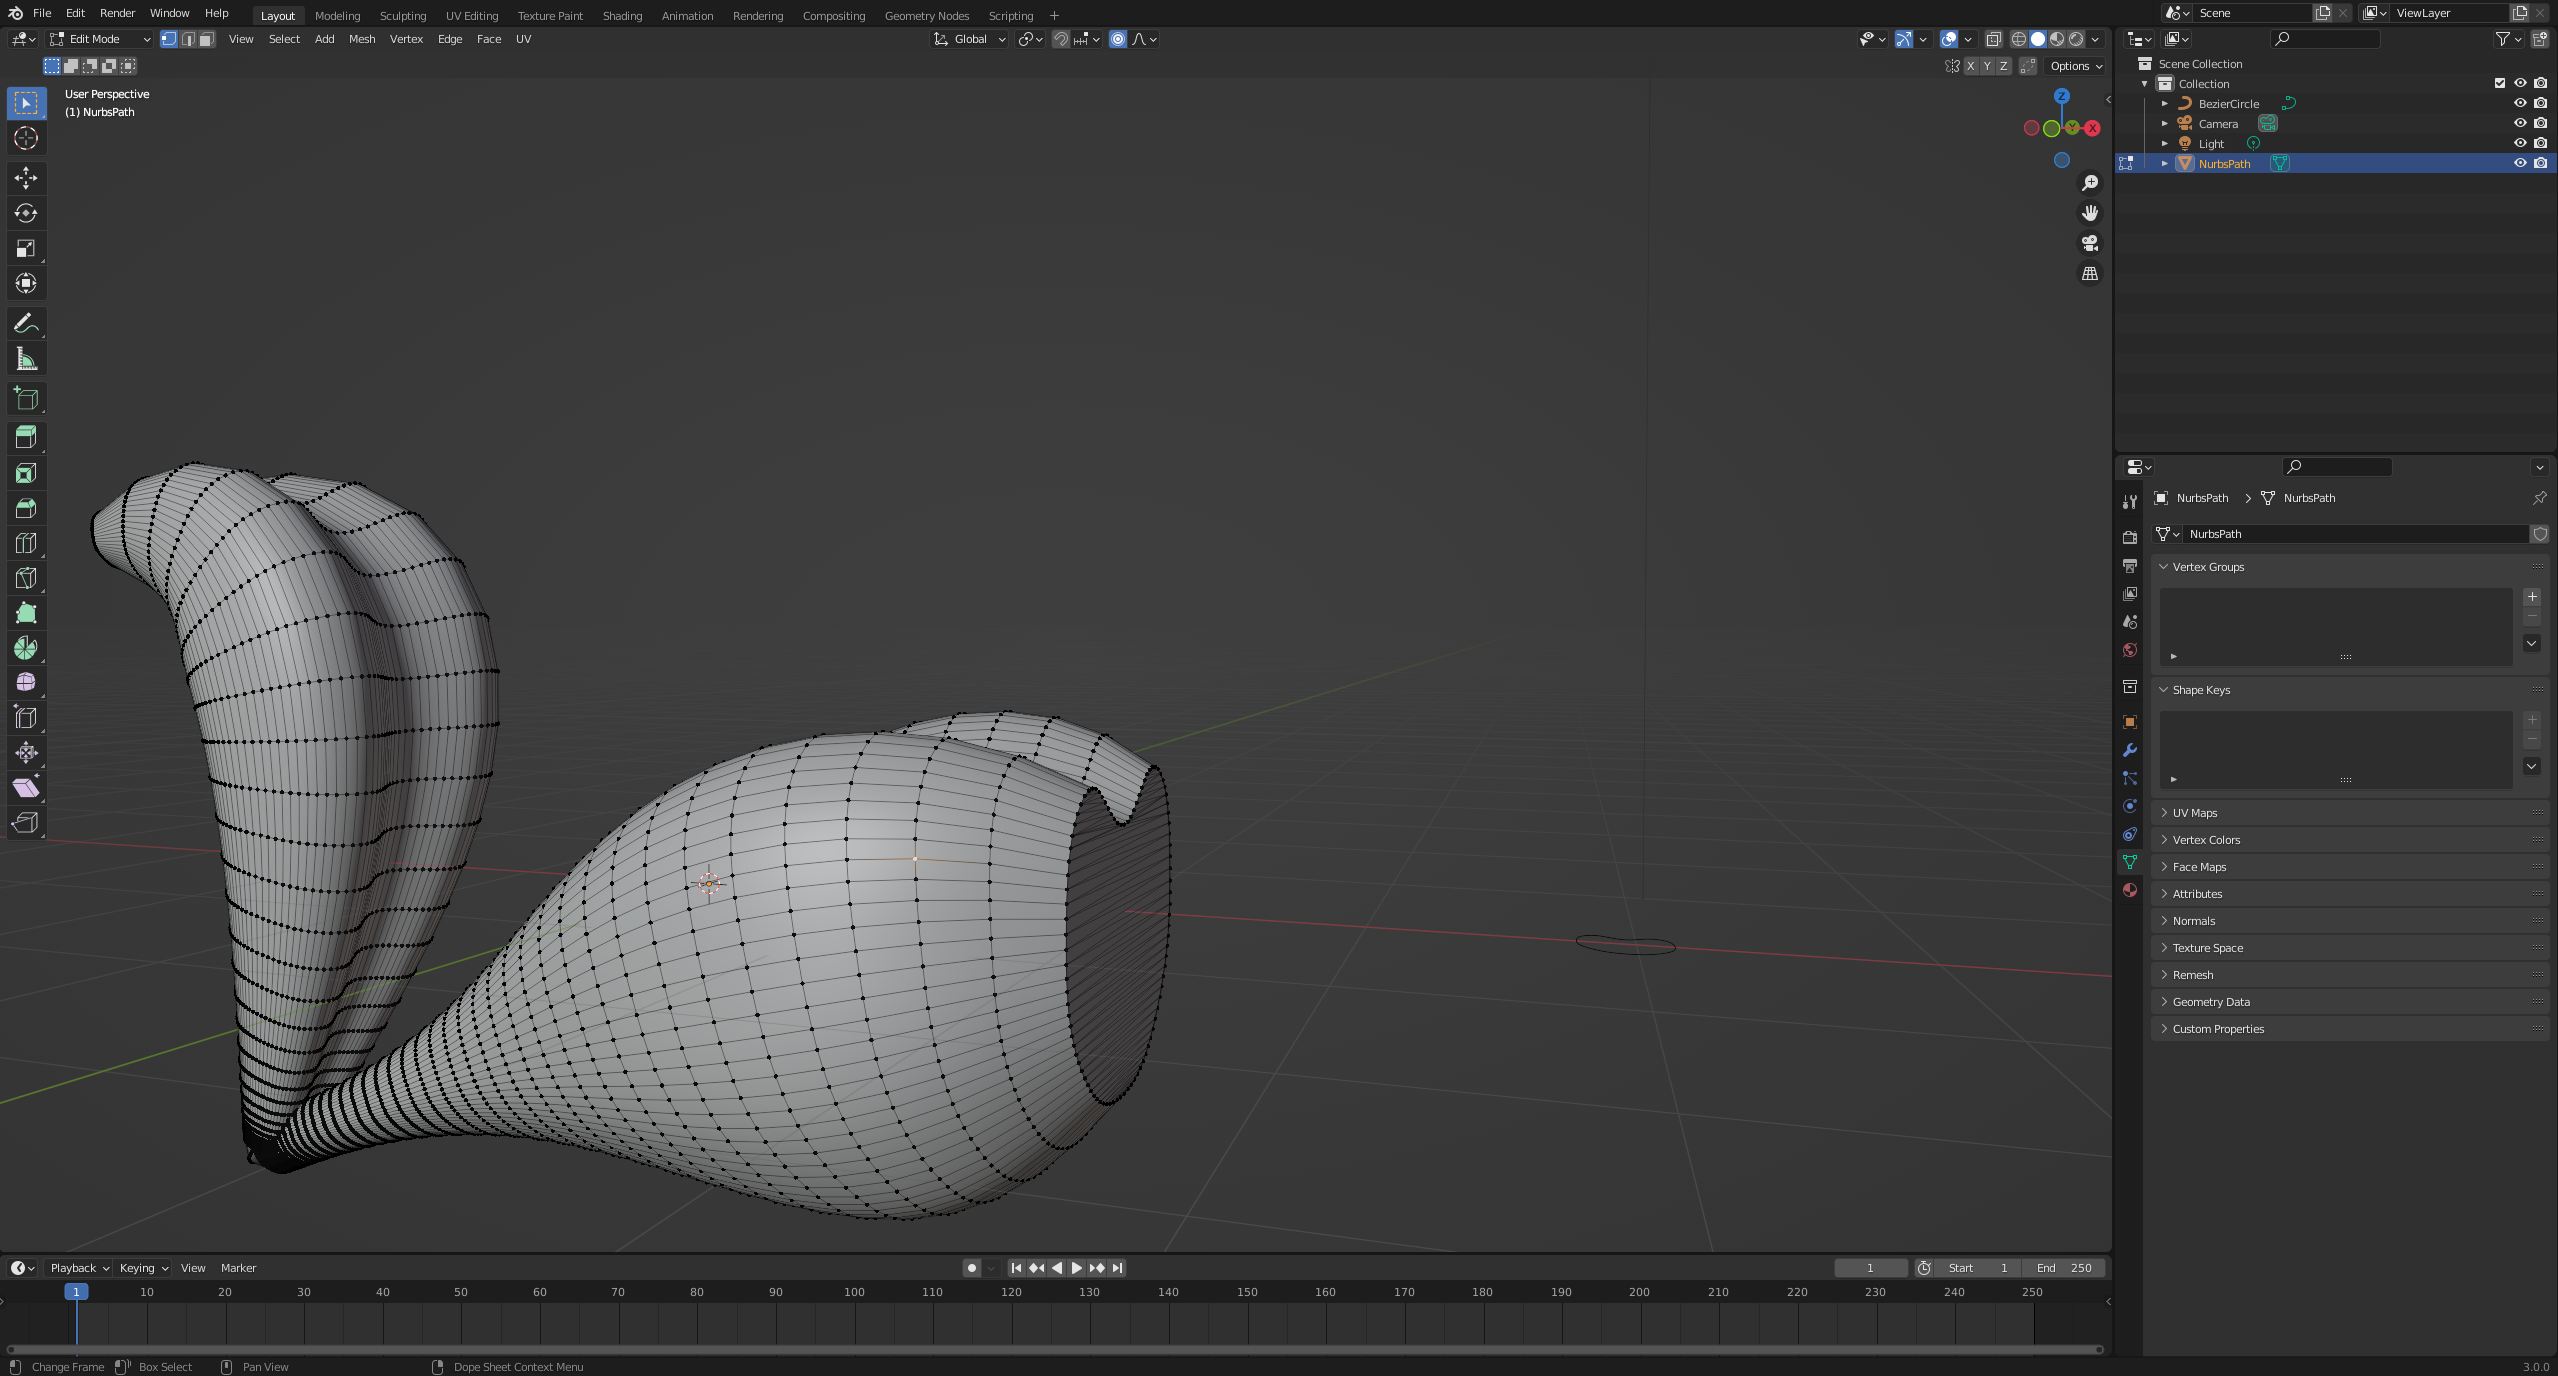 File Edit Render Window Help Layout Modeling Sculpting UV Editing Texture Paint Shading Animation Rendering Compositing Geometry Nodes Scripting + Scene ViewLayer
Edit Mode View Select Add Mesh Vertex Edge Face UV Global
X Y Z Options
User Perspective
(1) NurbsPath
Z
Y X
Scene Collection
Collection
BezierCircle
Camera
Light
NurbsPath
NurbsPath > NurbsPath
NurbsPath
Vertex Groups
Shape Keys
UV Maps
Vertex Colors
Face Maps
Attributes
Normals
Texture Space
Remesh
Geometry Data
Custom Properties
Playback Keying View Marker 1 Start 1 End 250
1 10 20 30 40 50 60 70 80 90 100 110 120 130 140 150 160 170 180 190 200 210 220 230 240 250
Change Frame Box Select Pan View Dope Sheet Context Menu 3.0.0